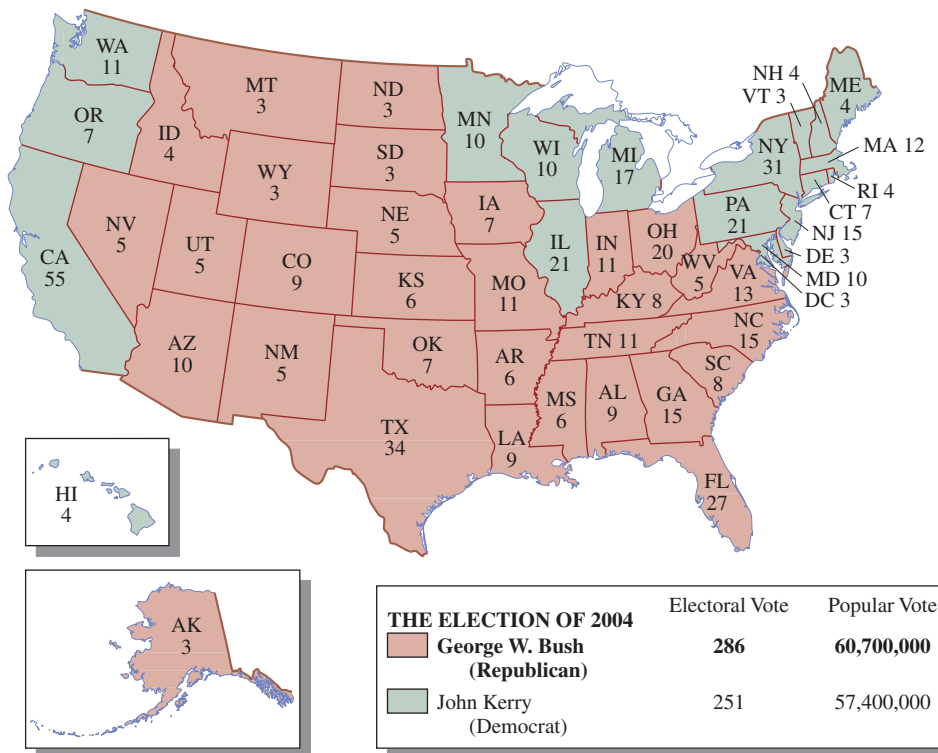 WA
11
OR
7
CA
55
NV
5
ID
4
MT
3
WY
3
UT
5
CO
9
AZ
10
NM
5
ND
3
SD
3
NE
5
KS
6
OK
7
TX
34
MN
10
IA
7
MO
11
AR
6
LA
9
WI
10
IL
21
MI
17
IN
11
OH
20
KY 8
TN 11
MS
6
AL
9
GA
15
FL
27
SC
8
NC
15
VA
13
WV
5
PA
21
NY
31
VT 3
NH 4
ME
4
MA 12
RI 4
CT 7
NJ 15
DE 3
MD 10
DC 3
HI
4
AK
3
THE ELECTION OF 2004 Electoral Vote Popular Vote
George W. Bush 286 60,700,000
(Republican)
John Kerry 251 57,400,000
(Democrat)